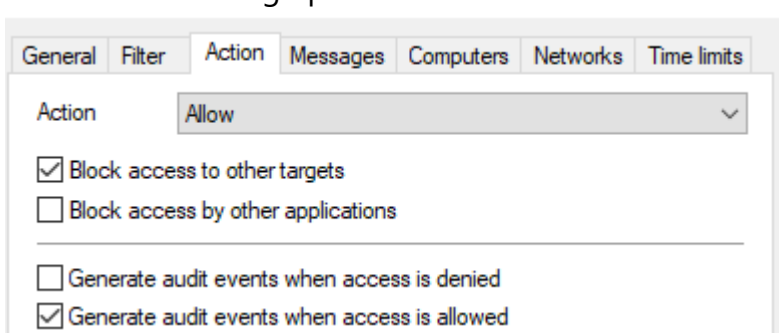 General Filter Action Messages Computers Networks Time limits
Action Allow
Block access to other targets
Block access by other applications
Generate audit events when access is denied
Generate audit events when access is allowed